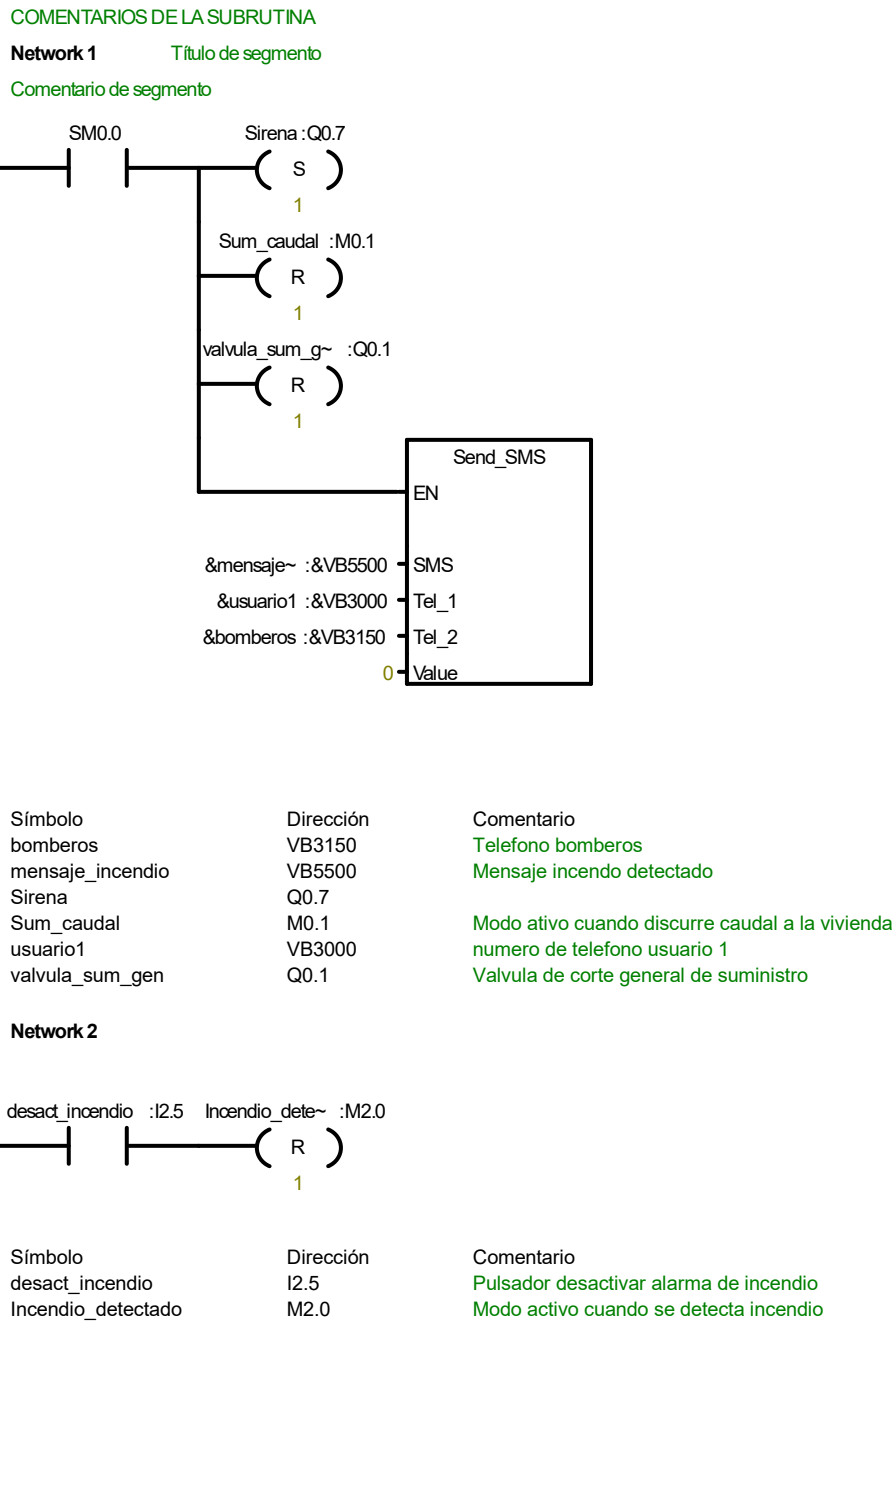 COMENTARIOS DE LA SUBRUTINA
Network 1 Título de segmento
Comentario de segmento
SM0.0 Sirena :Q0.7
S
1
Sum_caudal :M0.1
R
1
valvula_sum_g~ :Q0.1
R
1
Send_SMS
EN
&mensaje~ :&VB5500 SMS
&usuario1 :&VB3000 Tel_1
&bomberos :&VB3150 Tel_2
0 Value
Símbolo Dirección Comentario
bomberos VB3150 Telefono bomberos
mensaje_incendio VB5500 Mensaje incendo detectado
Sirena Q0.7
Sum_caudal M0.1 Modo ativo cuando discurre caudal a la vivienda
usuario1 VB3000 numero de telefono usuario 1
valvula_sum_gen Q0.1 Valvula de corte general de suministro
Network 2
desact_incendio :I2.5 Incendio_dete~ :M2.0
R
1
Símbolo Dirección Comentario
desact_incendio I2.5 Pulsador desactivar alarma de incendio
Incendio_detectado M2.0 Modo activo cuando se detecta incendio